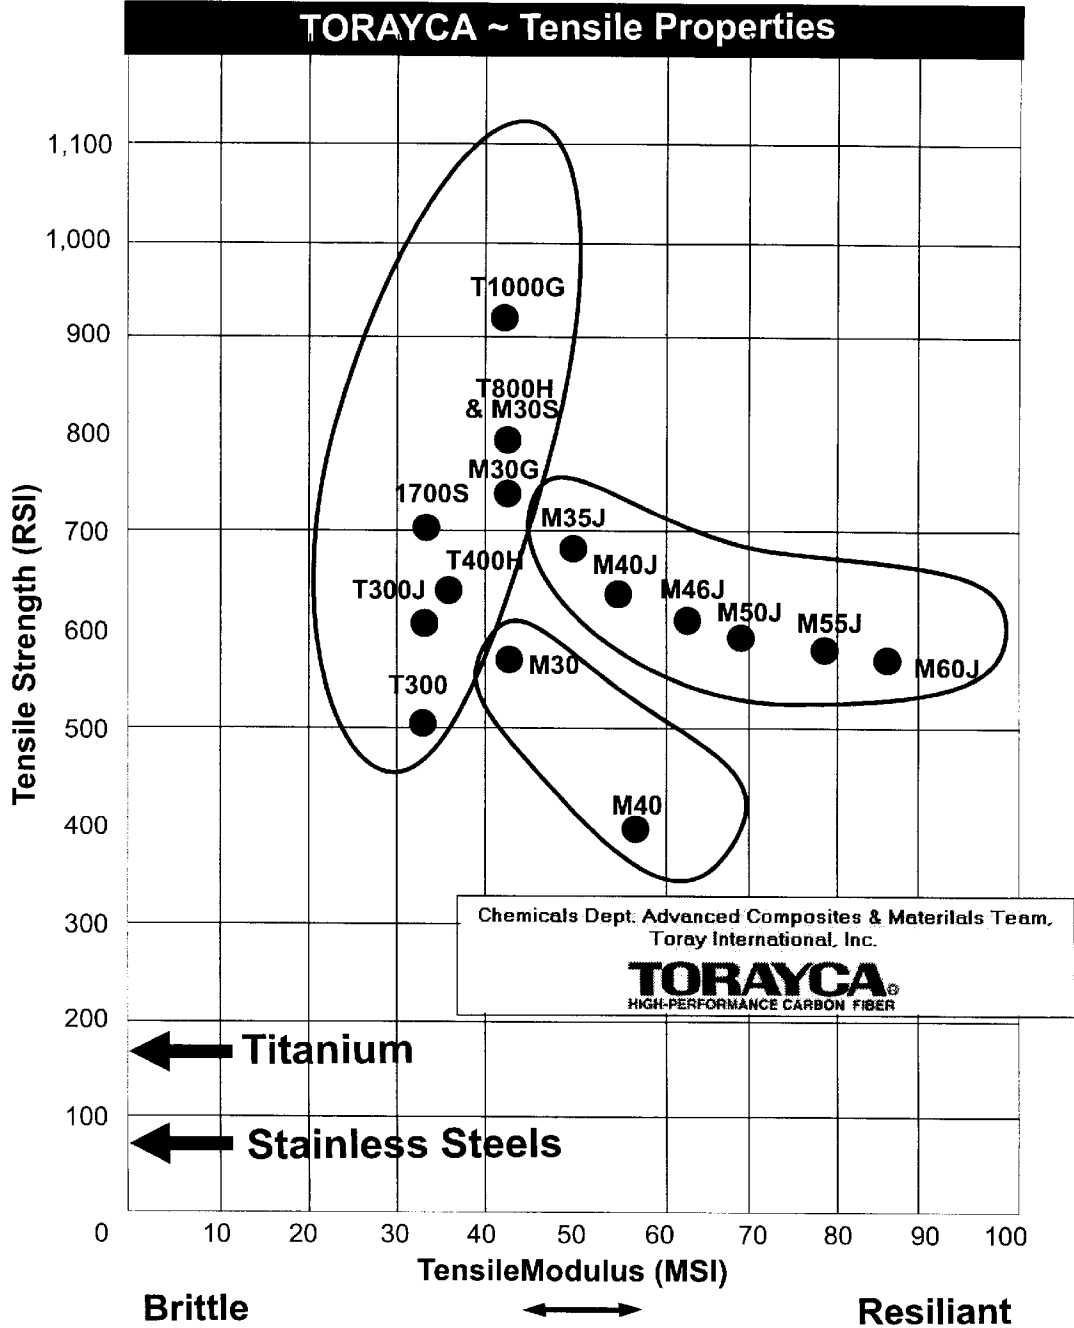 TORAYCA ~ Tensile Properties
1,100
1,000
T1000G
900
T800H
& M30S
800
M30G
1700S
M35J
700
T400H
M40J
T300J
M46J
M50J
M55J
600
M30
M60J
T300
500
M40
400
Tensile Strength (RSI)
300
Chemicals Dept. Advanced Composites & Materilals Team,
Toray International, Inc.
TORAYCA®
HIGH-PERFORMANCE CARBON FIBER
200
Titanium
100
Stainless Steels
0 10 20 30 40 50 60 70 80 90 100
TensileModulus (MSI)
Brittle
Resiliant